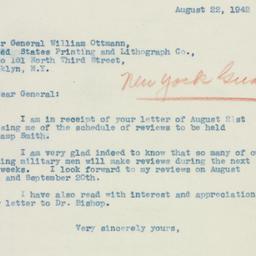 August 22, 1942
r General William Ottmann,
ed States Printing and Lithograph Co.,
o 101 North Third Street,
klyn, N.Y.
New York Gua
ear General:
I am in receipt of your letter of August 21st
sing me of the schedule of reviews to be held
amp Smith.
I am very glad indeed to know that so many of ou
ing military men will make reviews during the next
weeks. I look forward to my reviews on August
and September 20th.
I have also read with interest and appreciation
r letter to Dr. Bishop.
Very sincerely yours,